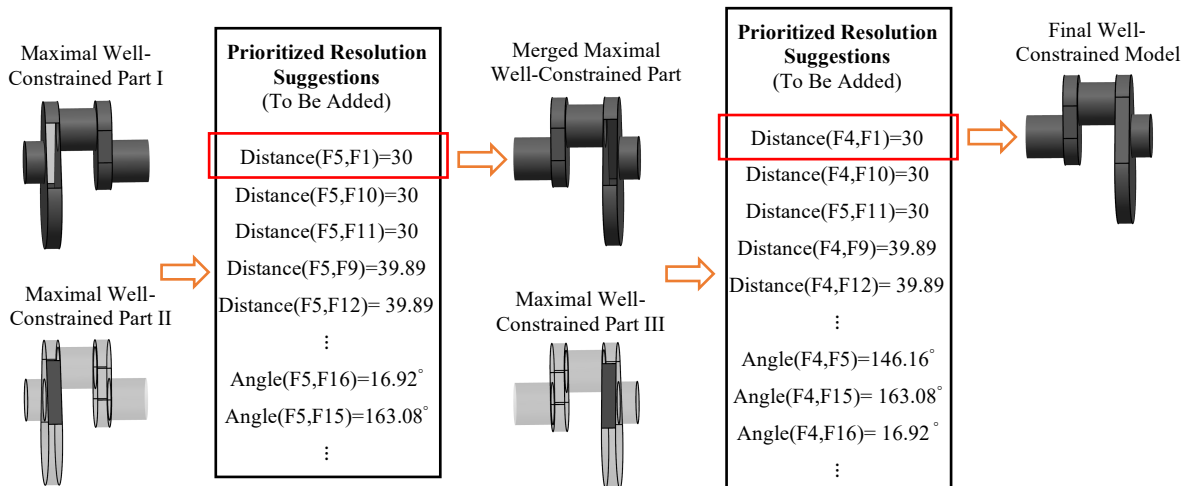 Maximal Well-
Constrained Part I
Maximal Well-
Constrained Part II
Prioritized Resolution
Suggestions
(To Be Added)
Distance(F5,F1)=30
Distance(F5,F10)=30
Distance(F5,F11)=30
Distance(F5,F9)=39.89
Distance(F5,F12)= 39.89
⋮
Angle(F5,F16)=16.92°
Angle(F5,F15)=163.08°
⋮
Merged Maximal
Well-Constrained Part
Maximal Well-
Constrained Part III
Prioritized Resolution
Suggestions
(To Be Added)
Distance(F4,F1)=30
Distance(F4,F10)=30
Distance(F5,F11)=30
Distance(F4,F9)=39.89
Distance(F4,F12)= 39.89
⋮
Angle(F4,F5)=146.16°
Angle(F4,F15)= 163.08°
Angle(F4,F16)= 16.92°
⋮
Final Well-
Constrained Model